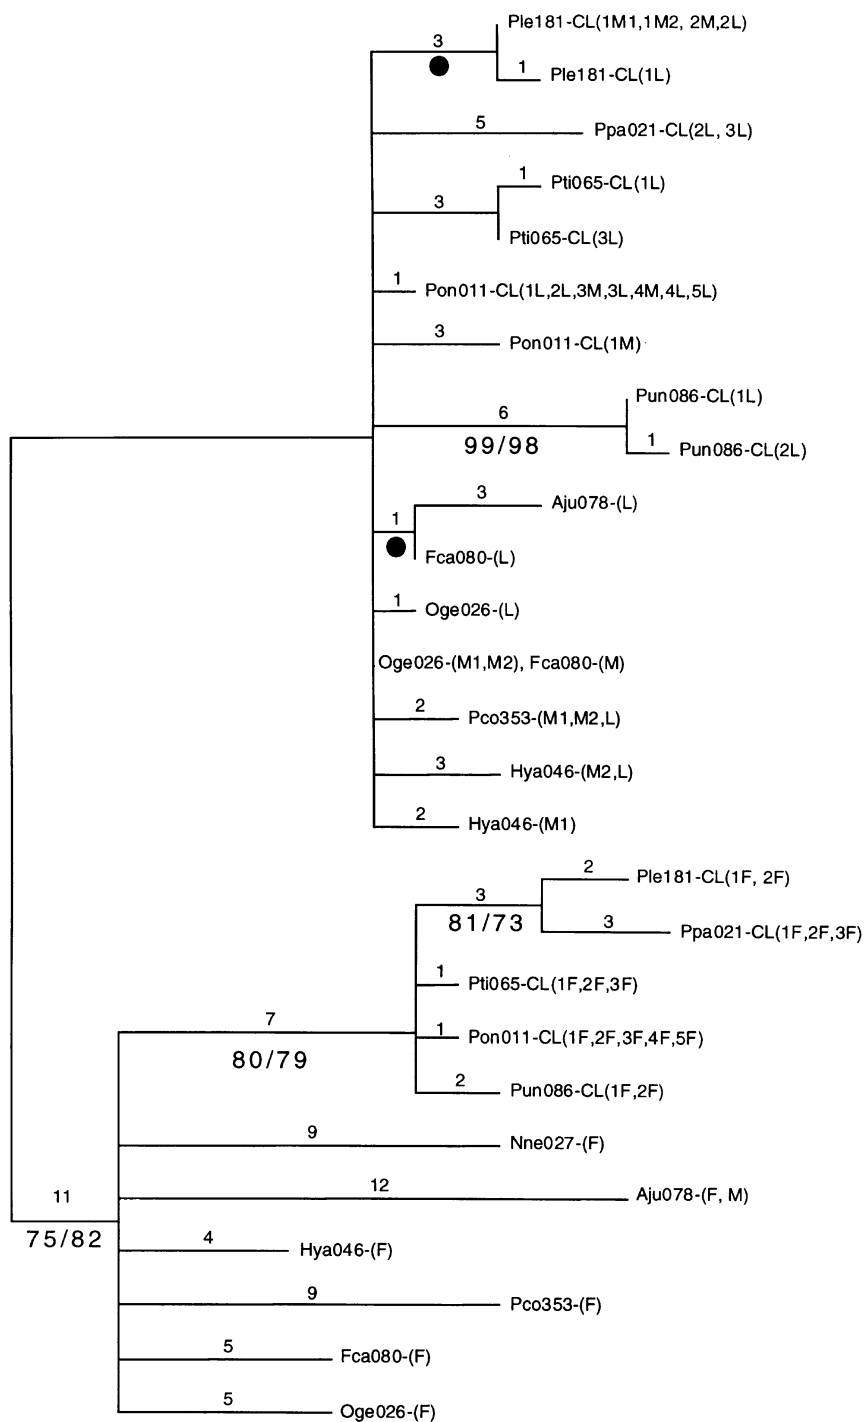 Ple181-CL(1M1,1M2, 2M,2L)
3
1
Ple181-CL(1L)
5
Ppa021-CL(2L, 3L)
1
Pti065-CL(1L)
3
Pti065-CL(3L)
1
Pon011-CL(1L,2L,3M,3L,4M,4L,5L)
3
Pon011-CL(1M)
Pun086-CL(1L)
6
99/98
1
Pun086-CL(2L)
3
Aju078-(L)
1
Fca080-(L)
1
Oge026-(L)
Oge026-(M1,M2), Fca080-(M)
2
Pco353-(M1,M2,L)
3
Hya046-(M2,L)
2
Hya046-(M1)
2
Ple181-CL(1F, 2F)
3
81/73
3
Ppa021-CL(1F,2F,3F)
1
Pti065-CL(1F,2F,3F)
7
80/79
1
Pon011-CL(1F,2F,3F,4F,5F)
2
Pun086-CL(1F,2F)
9
Nne027-(F)
12
Aju078-(F, M)
11
75/82
4
Hya046-(F)
9
Pco353-(F)
5
Fca080-(F)
5
Oge026-(F)